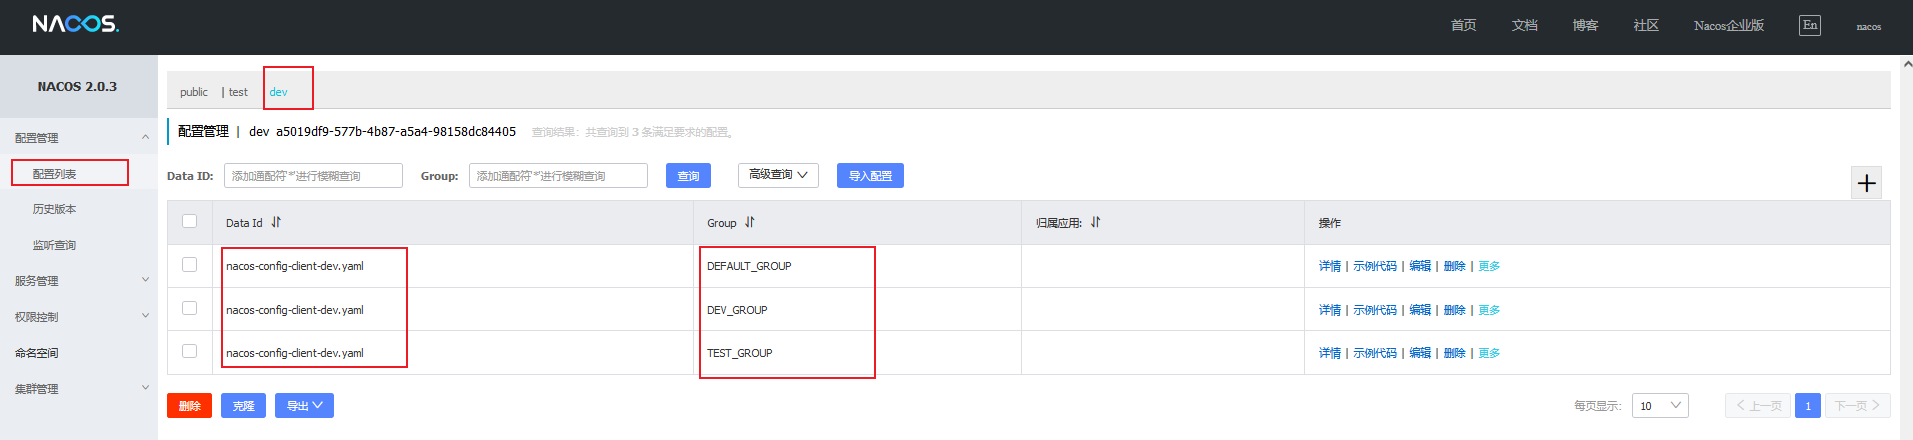 NACOS.
首页 文档 博客 社区 Nacos企业版 En nacos
NACOS 2.0.3
配置管理
配置列表
历史版本
监听查询
服务管理
权限控制
命名空间
集群管理
public | test dev
配置管理 | dev a5019df9-577b-4b87-a5a4-98158dc84405 查询结果：共查询到 3 条满足要求的配置。
Data ID: 添加通配符'*'进行模糊查询 Group: 添加通配符'*'进行模糊查询 查询 高级查询 导入配置
Data Id Group 归属应用: 操作
nacos-config-client-dev.yaml DEFAULT_GROUP 详情 | 示例代码 | 编辑 | 删除 | 更多
nacos-config-client-dev.yaml DEV_GROUP 详情 | 示例代码 | 编辑 | 删除 | 更多
nacos-config-client-dev.yaml TEST_GROUP 详情 | 示例代码 | 编辑 | 删除 | 更多
删除 克隆 导出 每页显示: 10 上一页 1 下一页